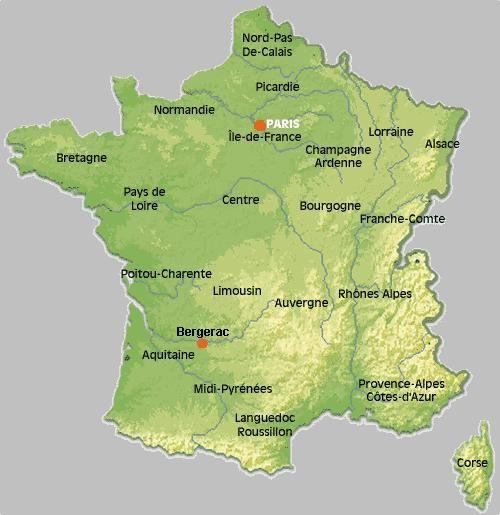 Nord-Pas
De-Calais
Picardie
Normandie
PARIS
Île-de-France
Lorraine
Alsace
Champagne
Ardenne
Bretagne
Pays de
Loire
Centre
Bourgogne
Franche-Comte
Poitou-Charente
Limousin
Auvergne
Rhônes Alpes
Bergerac
Aquitaine
Midi-Pyrénées
Provence-Alpes
Côtes-d'Azur
Languedoc
Roussillon
Corse